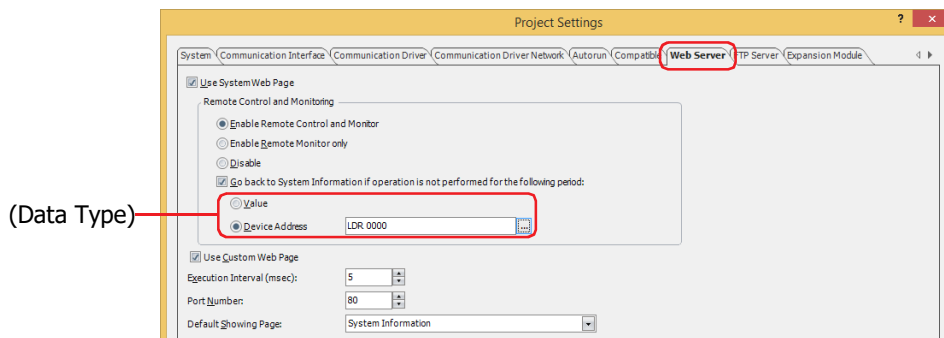 Project Settings
? ×
System Communication Interface Communication Driver Communication Driver Network Autorun Compatible Web Server FTP Server Expansion Module
Use System Web Page
Remote Control and Monitoring
Enable Remote Control and Monitor
Enable Remote Monitor only
Disable
Go back to System Information if operation is not performed for the following period:
Value
(Data Type)
Device Address LDR 0000 ...
Use Custom Web Page
Execution Interval (msec): 5
Port Number: 80
Default Showing Page: System Information